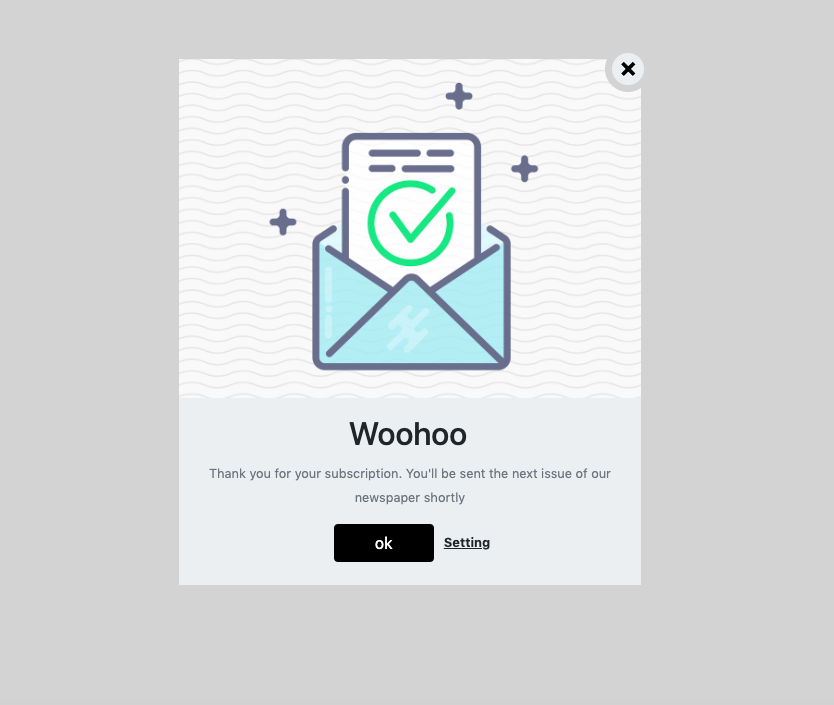 Woohoo
Thank you for your subscription. You'll be sent the next issue of our
newspaper shortly
ok
Setting